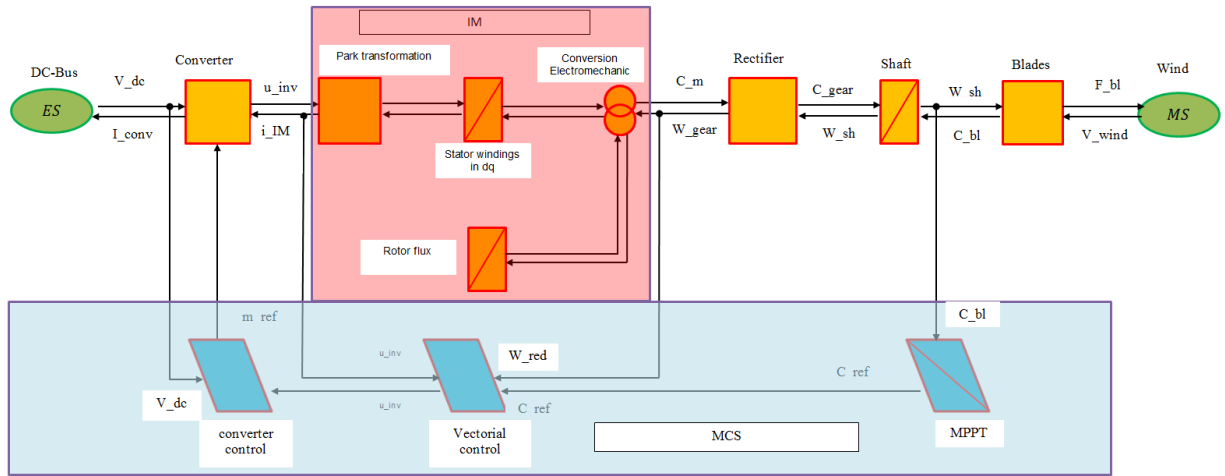 IM
Converter
Park transformation
Conversion
Electromechanic
Rectifier
Shaft
Blades
Wind
DC-Bus
V_dc
u_inv
C_m
C_gear
W_sh
F_bl
ES
MS
I_conv
i_IM
W_gear
W_sh
C_bl
V_wind
Stator windings
in dq
Rotor flux
m_ref
C_bl
u_inv
W_red
C_ref
V_dc
u_inv
C_ref
converter
control
Vectorial
control
MCS
MPPT